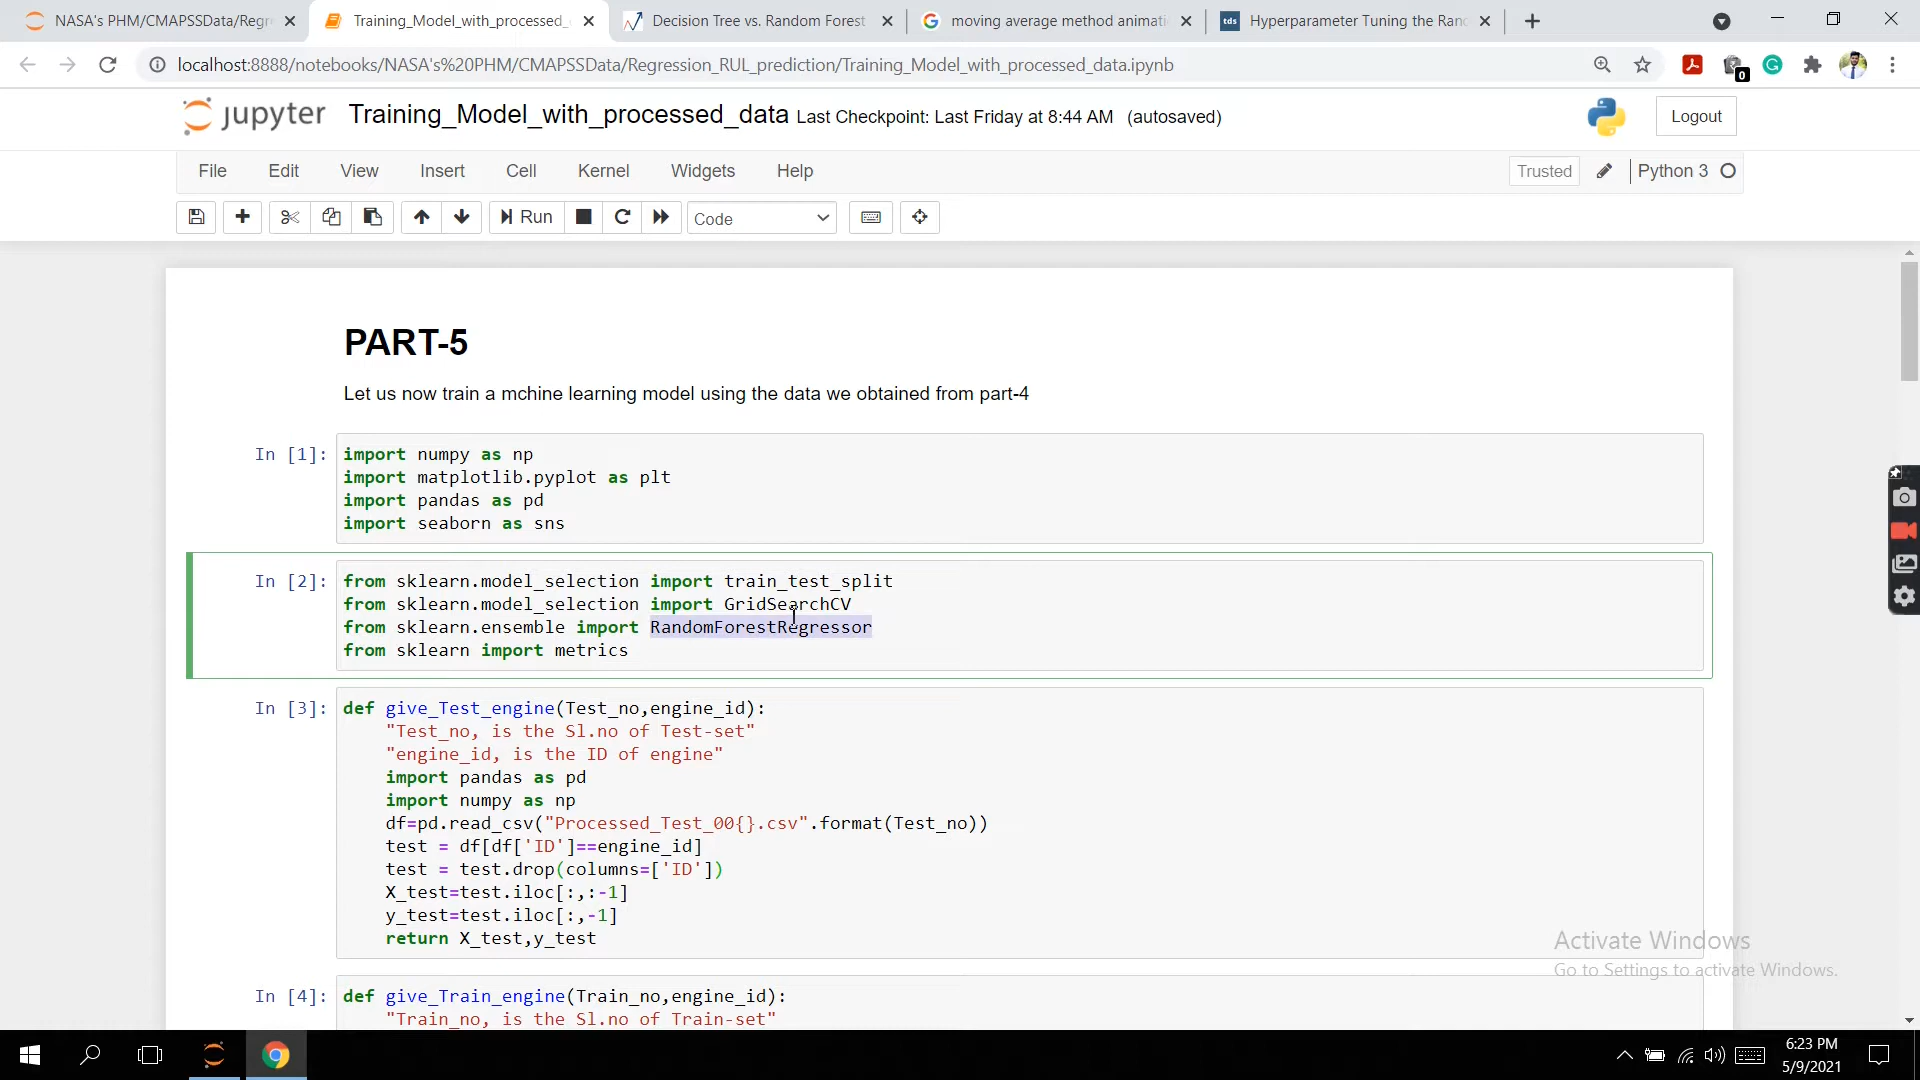 NASA's PHM/CMAPSSData/Regr
Training_Model_with_processed_
Decision Tree vs. Random Forest
moving average method animati
tds Hyperparameter Tuning the Ran
localhost:8888/notebooks/NASA's%20PHM/CMAPSSData/Regression_RUL_prediction/Training_Model_with_processed_data.ipynb
0
jupyter Training_Model_with_processed_data Last Checkpoint: Last Friday at 8:44 AM (autosaved)
Logout
File Edit View Insert Cell Kernel Widgets Help
Trusted Python 3
Run Code
PART-5
Let us now train a mchine learning model using the data we obtained from part-4
In [1]: import numpy as np
import matplotlib.pyplot as plt
import pandas as pd
import seaborn as sns
In [2]: from sklearn.model_selection import train_test_split
from sklearn.model_selection import GridSearchCV
from sklearn.ensemble import RandomForestRegressor
from sklearn import metrics
In [3]: def give_Test_engine(Test_no,engine_id):
"Test_no, is the Sl.no of Test-set"
"engine_id, is the ID of engine"
import pandas as pd
import numpy as np
df=pd.read_csv("Processed_Test_00{}.csv".format(Test_no))
test = df[df['ID']==engine_id]
test = test.drop(columns=['ID'])
X_test=test.iloc[:,:-1]
y_test=test.iloc[:,-1]
return X_test,y_test
Activate Windows
Go to Settings to activate Windows.
In [4]: def give_Train_engine(Train_no,engine_id):
"Train_no, is the Sl.no of Train-set"
6:23 PM
5/9/2021